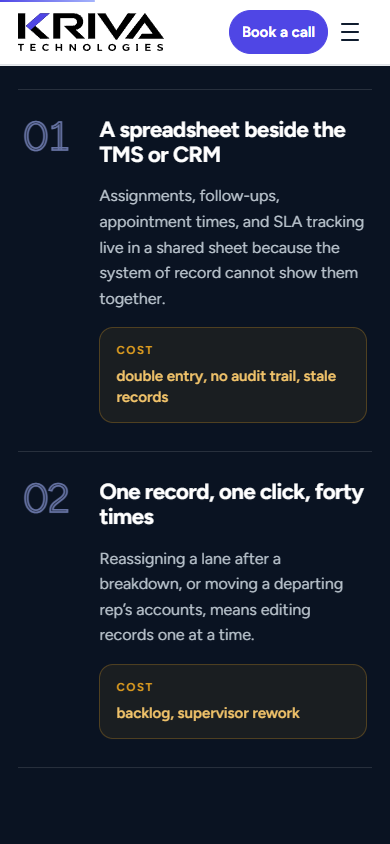 KRIVA
TECHNOLOGIES
Book a call
01
A spreadsheet beside the
TMS or CRM
Assignments, follow-ups,
appointment times, and SLA tracking
live in a shared sheet because the
system of record cannot show them
together.
COST
double entry, no audit trail, stale
records
02
One record, one click, forty
times
Reassigning a lane after a
breakdown, or moving a departing
rep’s accounts, means editing
records one at a time.
COST
backlog, supervisor rework